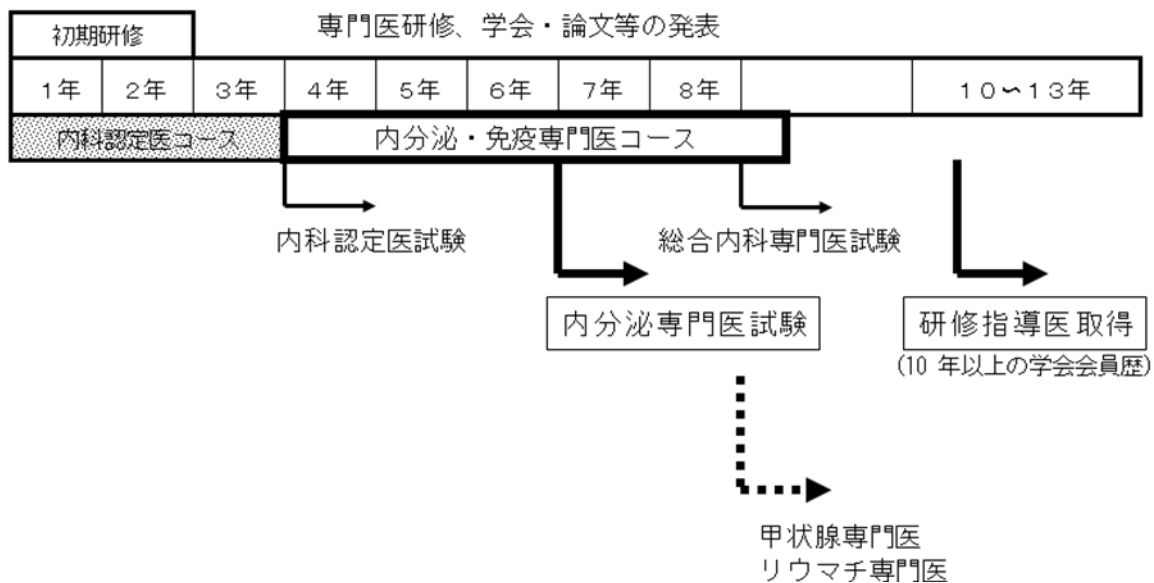 専門医研修、学会・論文等の発表
初期研修
1年 2年 3年 4年 5年 6年 7年 8年 10〜13年
内科認定医コース 内分泌・免疫専門医コース
内科認定医試験 総合内科専門医試験
内分泌専門医試験 研修指導医取得
(10 年以上の学会会員歴)
甲状腺専門医
リウマチ専門医